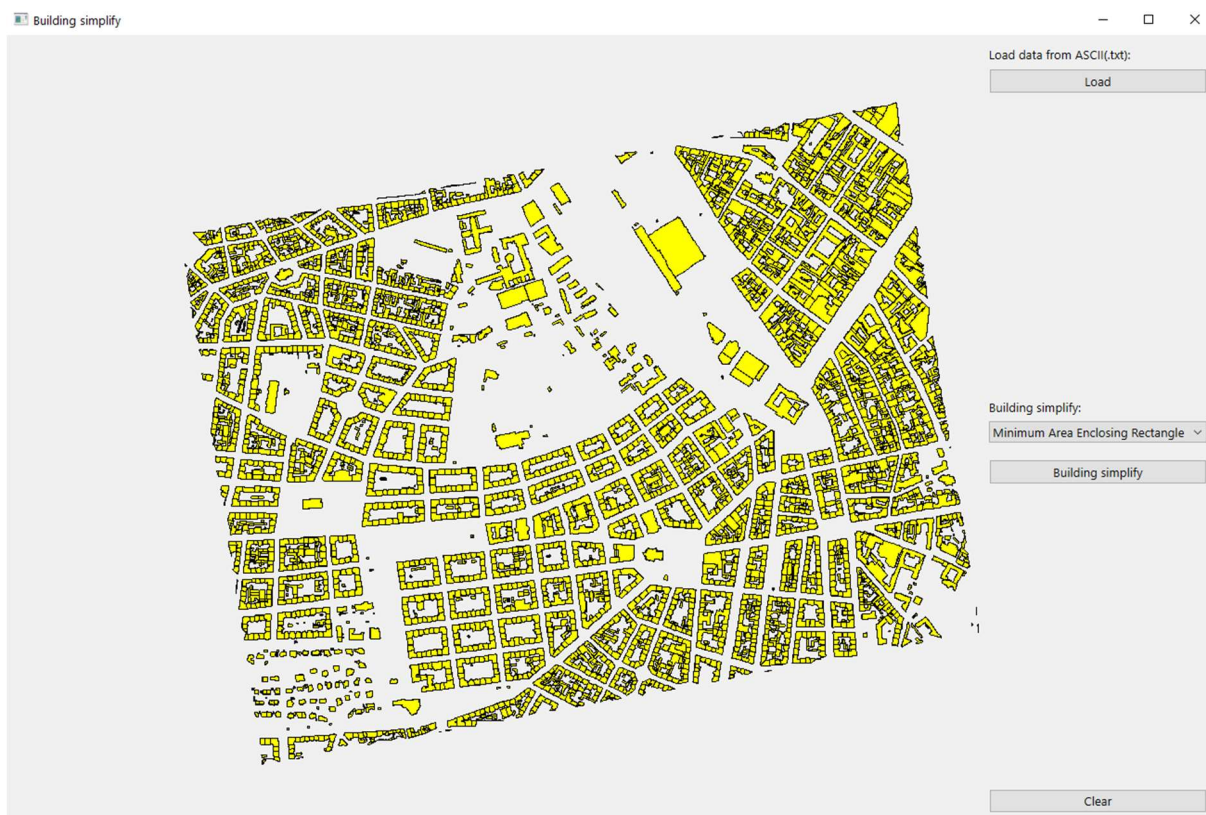 Building simplify
Load data from ASCII(.txt):
Load
Building simplify:
Minimum Area Enclosing Rectangle
Building simplify
Clear